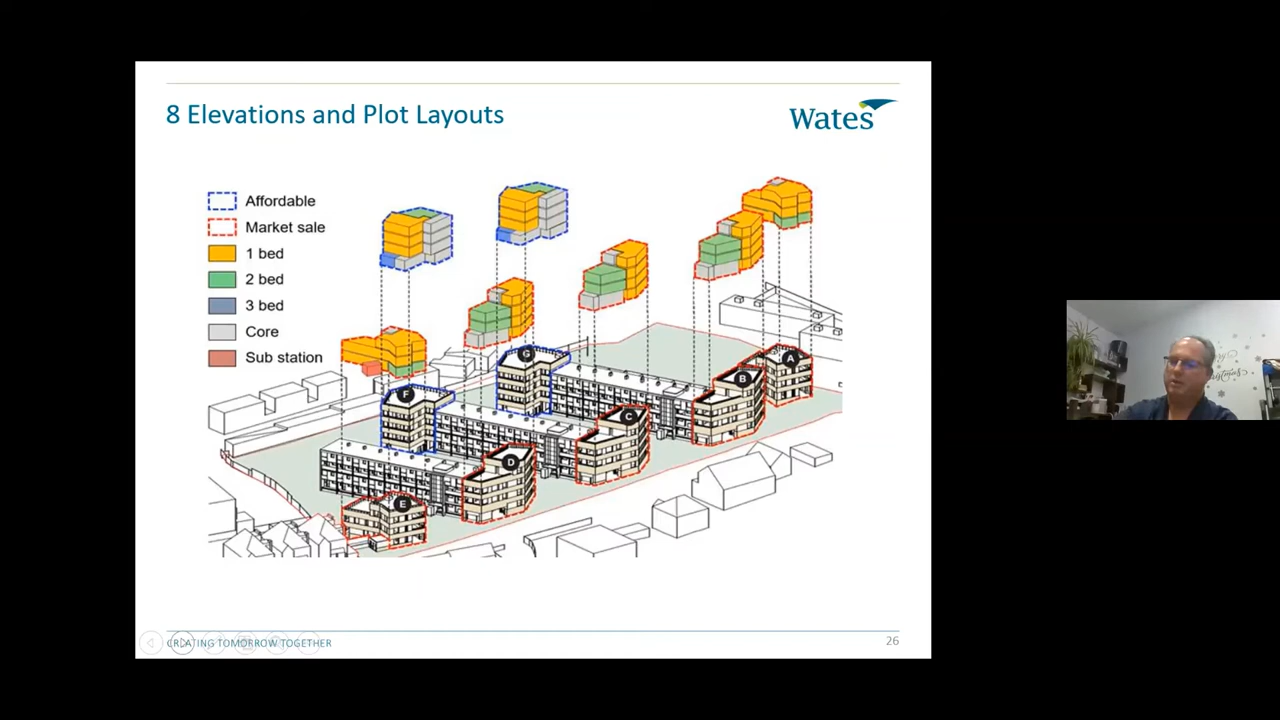 8 Elevations and Plot Layouts
Wates
Affordable
Market sale
1 bed
2 bed
3 bed
Core
Sub station
G
A
B
F
C
D
E
CREATING TOMORROW TOGETHER
26